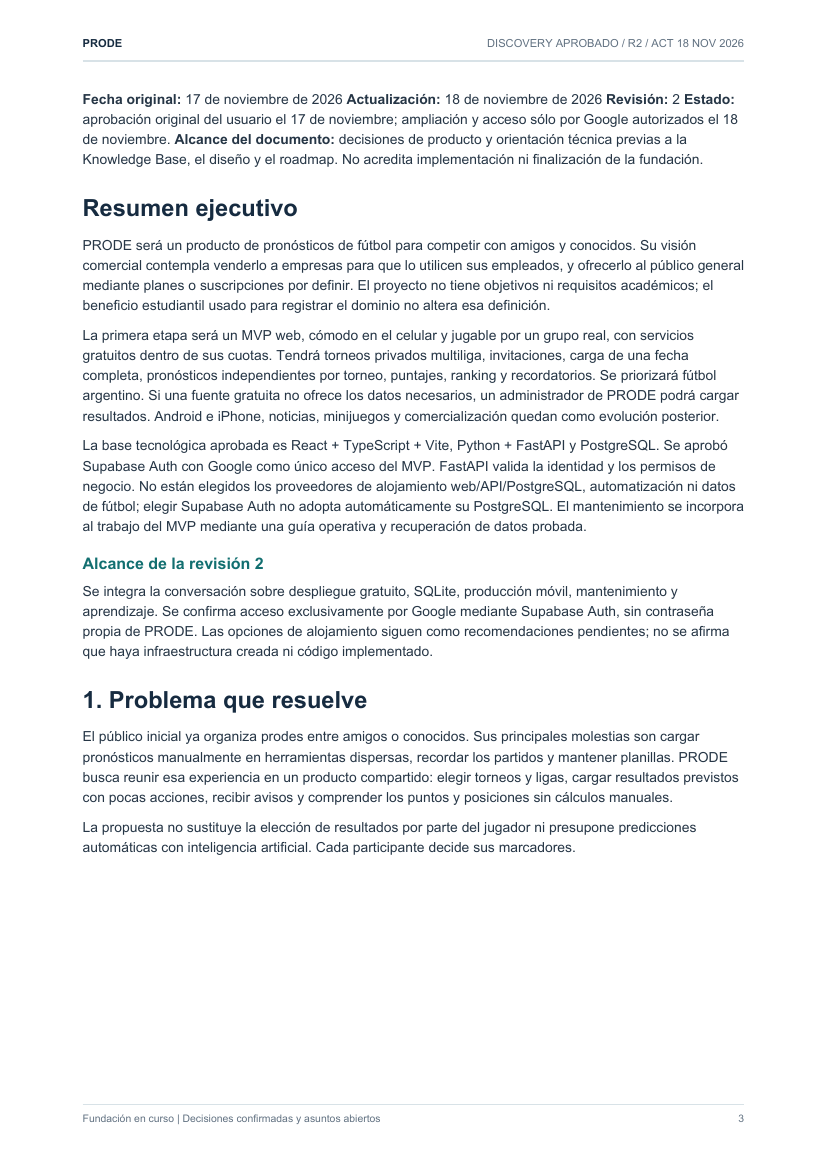 PRODE
DISCOVERY APROBADO / R2 / ACT 18 NOV 2026
Fecha original: 17 de noviembre de 2026 Actualización: 18 de noviembre de 2026 Revisión: 2 Estado:
aprobación original del usuario el 17 de noviembre; ampliación y acceso sólo por Google autorizados el 18
de noviembre. Alcance del documento: decisiones de producto y orientación técnica previas a la
Knowledge Base, el diseño y el roadmap. No acredita implementación ni finalización de la fundación.
Resumen ejecutivo
PRODE será un producto de pronósticos de fútbol para competir con amigos y conocidos. Su visión
comercial contempla venderlo a empresas para que lo utilicen sus empleados, y ofrecerlo al público general
mediante planes o suscripciones por definir. El proyecto no tiene objetivos ni requisitos académicos; el
beneficio estudiantil usado para registrar el dominio no altera esa definición.
La primera etapa será un MVP web, cómodo en el celular y jugable por un grupo real, con servicios
gratuitos dentro de sus cuotas. Tendrá torneos privados multiliga, invitaciones, carga de una fecha
completa, pronósticos independientes por torneo, puntajes, ranking y recordatorios. Se priorizará fútbol
argentino. Si una fuente gratuita no ofrece los datos necesarios, un administrador de PRODE podrá cargar
resultados. Android e iPhone, noticias, minijuegos y comercialización quedan como evolución posterior.
La base tecnológica aprobada es React + TypeScript + Vite, Python + FastAPI y PostgreSQL. Se aprobó
Supabase Auth con Google como único acceso del MVP. FastAPI valida la identidad y los permisos de
negocio. No están elegidos los proveedores de alojamiento web/API/PostgreSQL, automatización ni datos
de fútbol; elegir Supabase Auth no adopta automáticamente su PostgreSQL. El mantenimiento se incorpora
al trabajo del MVP mediante una guía operativa y recuperación de datos probada.
Alcance de la revisión 2
Se integra la conversación sobre despliegue gratuito, SQLite, producción móvil, mantenimiento y
aprendizaje. Se confirma acceso exclusivamente por Google mediante Supabase Auth, sin contraseña
propia de PRODE. Las opciones de alojamiento siguen como recomendaciones pendientes; no se afirma
que haya infraestructura creada ni código implementado.
1. Problema que resuelve
El público inicial ya organiza prodes entre amigos o conocidos. Sus principales molestias son cargar
pronósticos manualmente en herramientas dispersas, recordar los partidos y mantener planillas. PRODE
busca reunir esa experiencia en un producto compartido: elegir torneos y ligas, cargar resultados previstos
con pocas acciones, recibir avisos y comprender los puntos y posiciones sin cálculos manuales.
La propuesta no sustituye la elección de resultados por parte del jugador ni presupone predicciones
automáticas con inteligencia artificial. Cada participante decide sus marcadores.
Fundación en curso | Decisiones confirmadas y asuntos abiertos
3